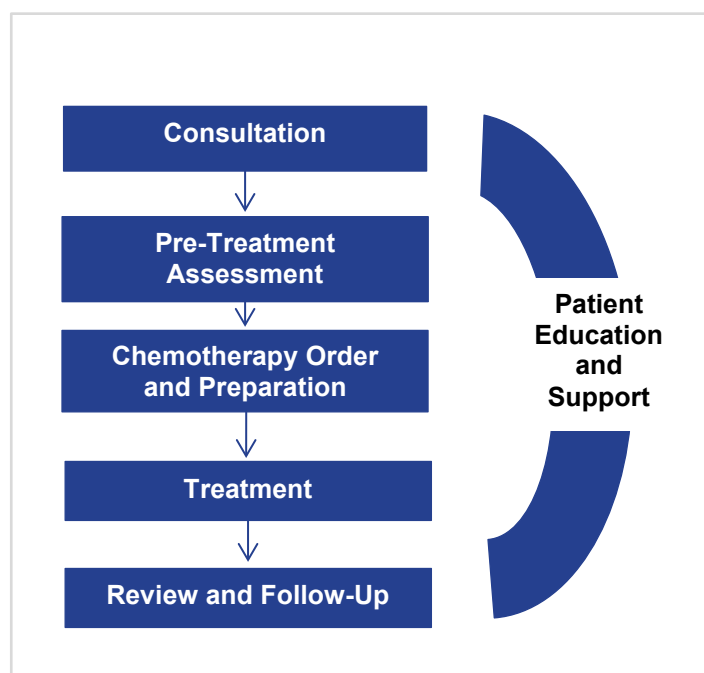 Consultation
Pre-Treatment
Assessment
Chemotherapy Order
and Preparation
Treatment
Review and Follow-Up
Patient
Education
and
Support